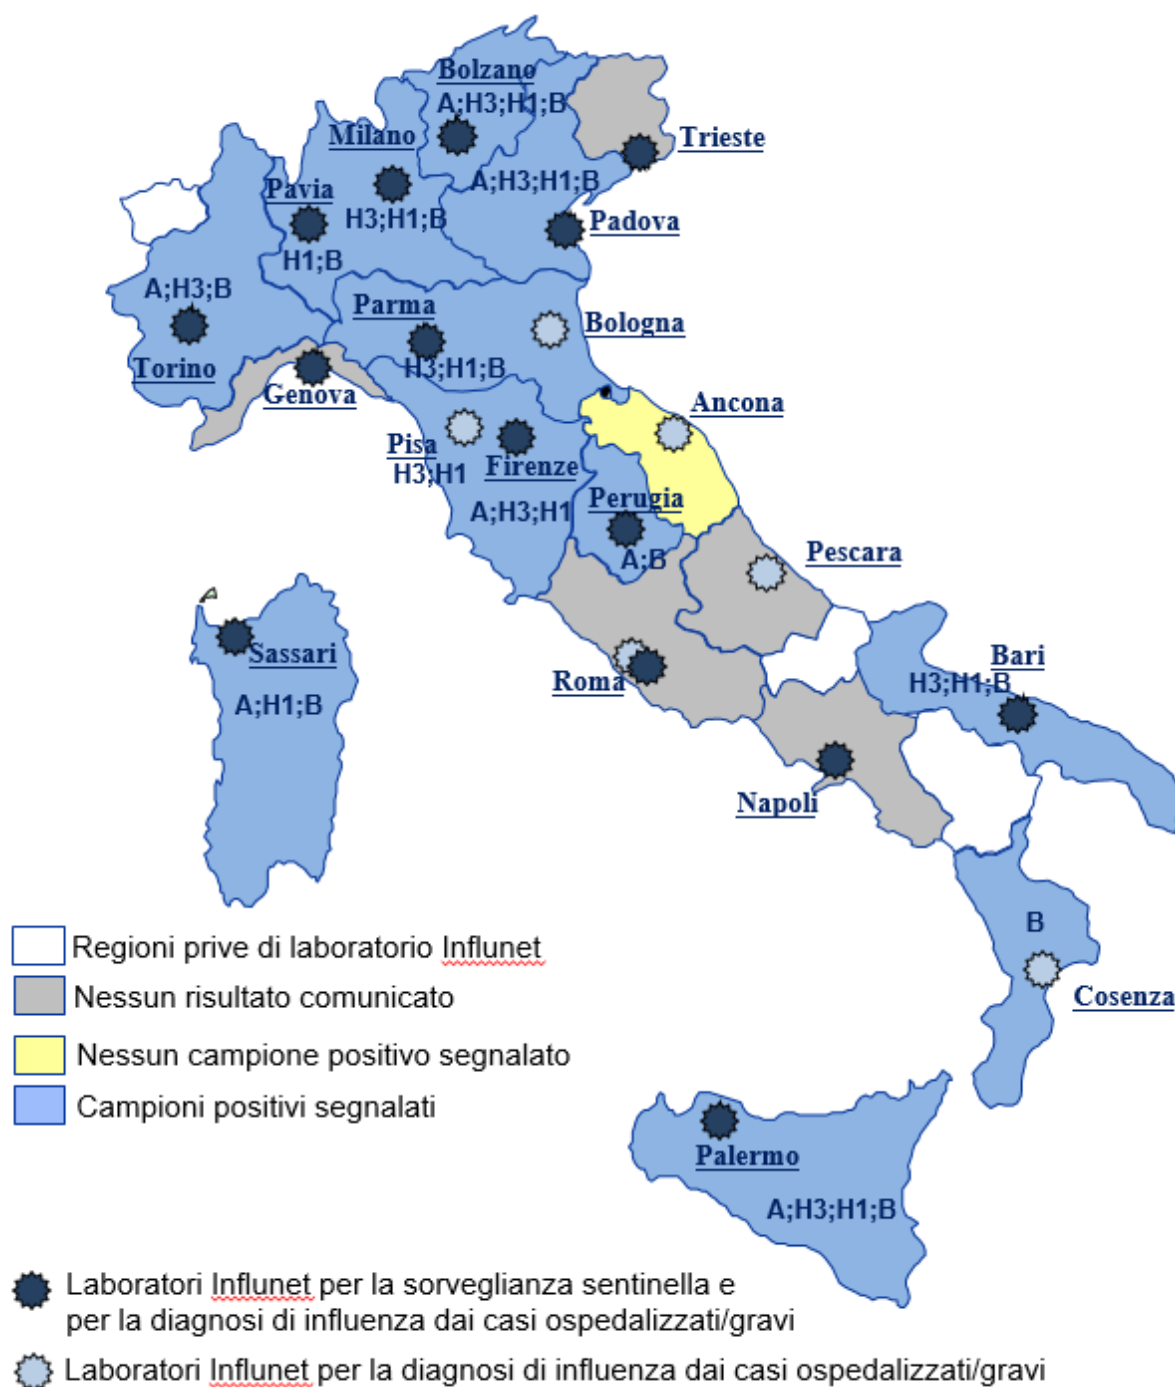 Bolzano
A;H3;H1;B
Milano
Trieste
A;H3;H1;B
Pavia
H3;H1;B
Padova
H1;B
A;H3;B
Parma
Bologna
Torino
H3;H1;B
Genova
Ancona
Pisa
H3;H1
Firenze
Perugia
A;H3;H1
A;B
Pescara
Sassari
A;H1;B
Roma
Bari
H3;H1;B
Napoli
B
Cosenza
Regioni prive di laboratorio Influnet
Nessun risultato comunicato
Nessun campione positivo segnalato
Campioni positivi segnalati
Palermo
A;H3;H1;B
Laboratori Influnet per la sorveglianza sentinella e
per la diagnosi di influenza dai casi ospedalizzati/gravi
Laboratori Influnet per la diagnosi di influenza dai casi ospedalizzati/gravi